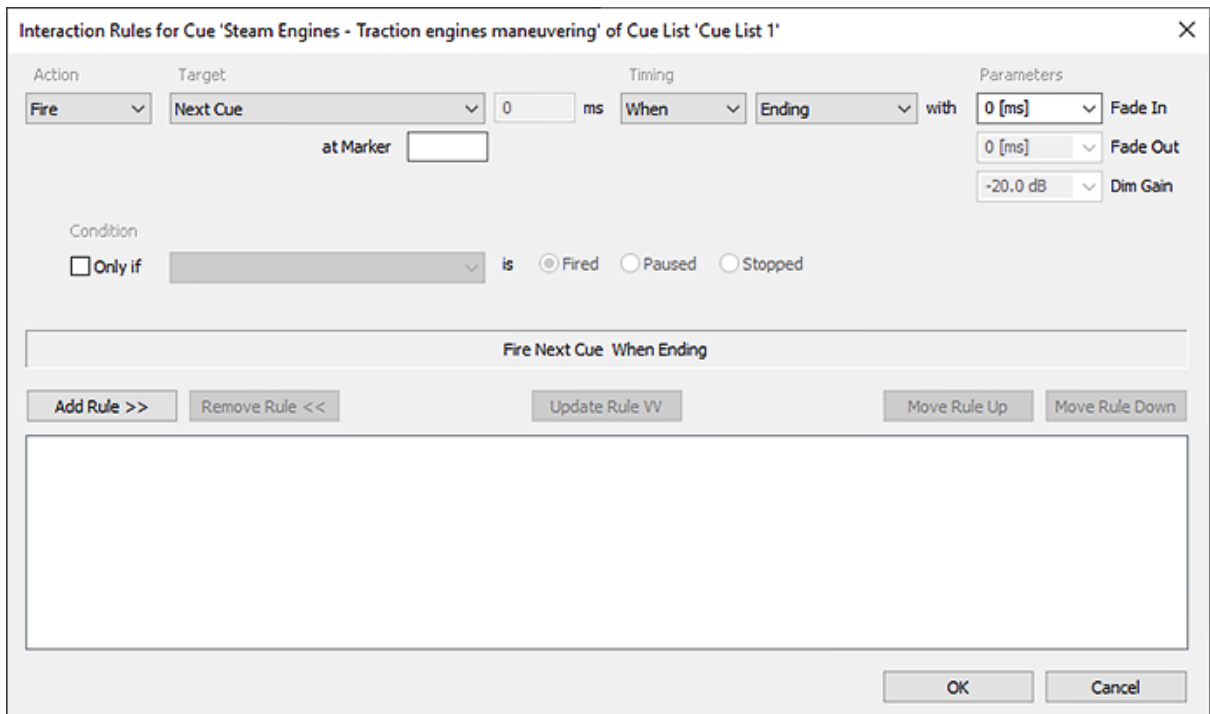 Interaction Rules for Cue 'Steam Engines - Traction engines maneuvering' of Cue List 'Cue List 1'
Action Target Timing Parameters
Fire Next Cue 0 ms When Ending with 0 [ms] Fade In
at Marker 0 [ms] Fade Out
-20.0 dB Dim Gain
Condition
Only if is Fired Paused Stopped
Fire Next Cue When Ending
Add Rule >> Remove Rule << Update Rule VV Move Rule Up Move Rule Down
OK Cancel